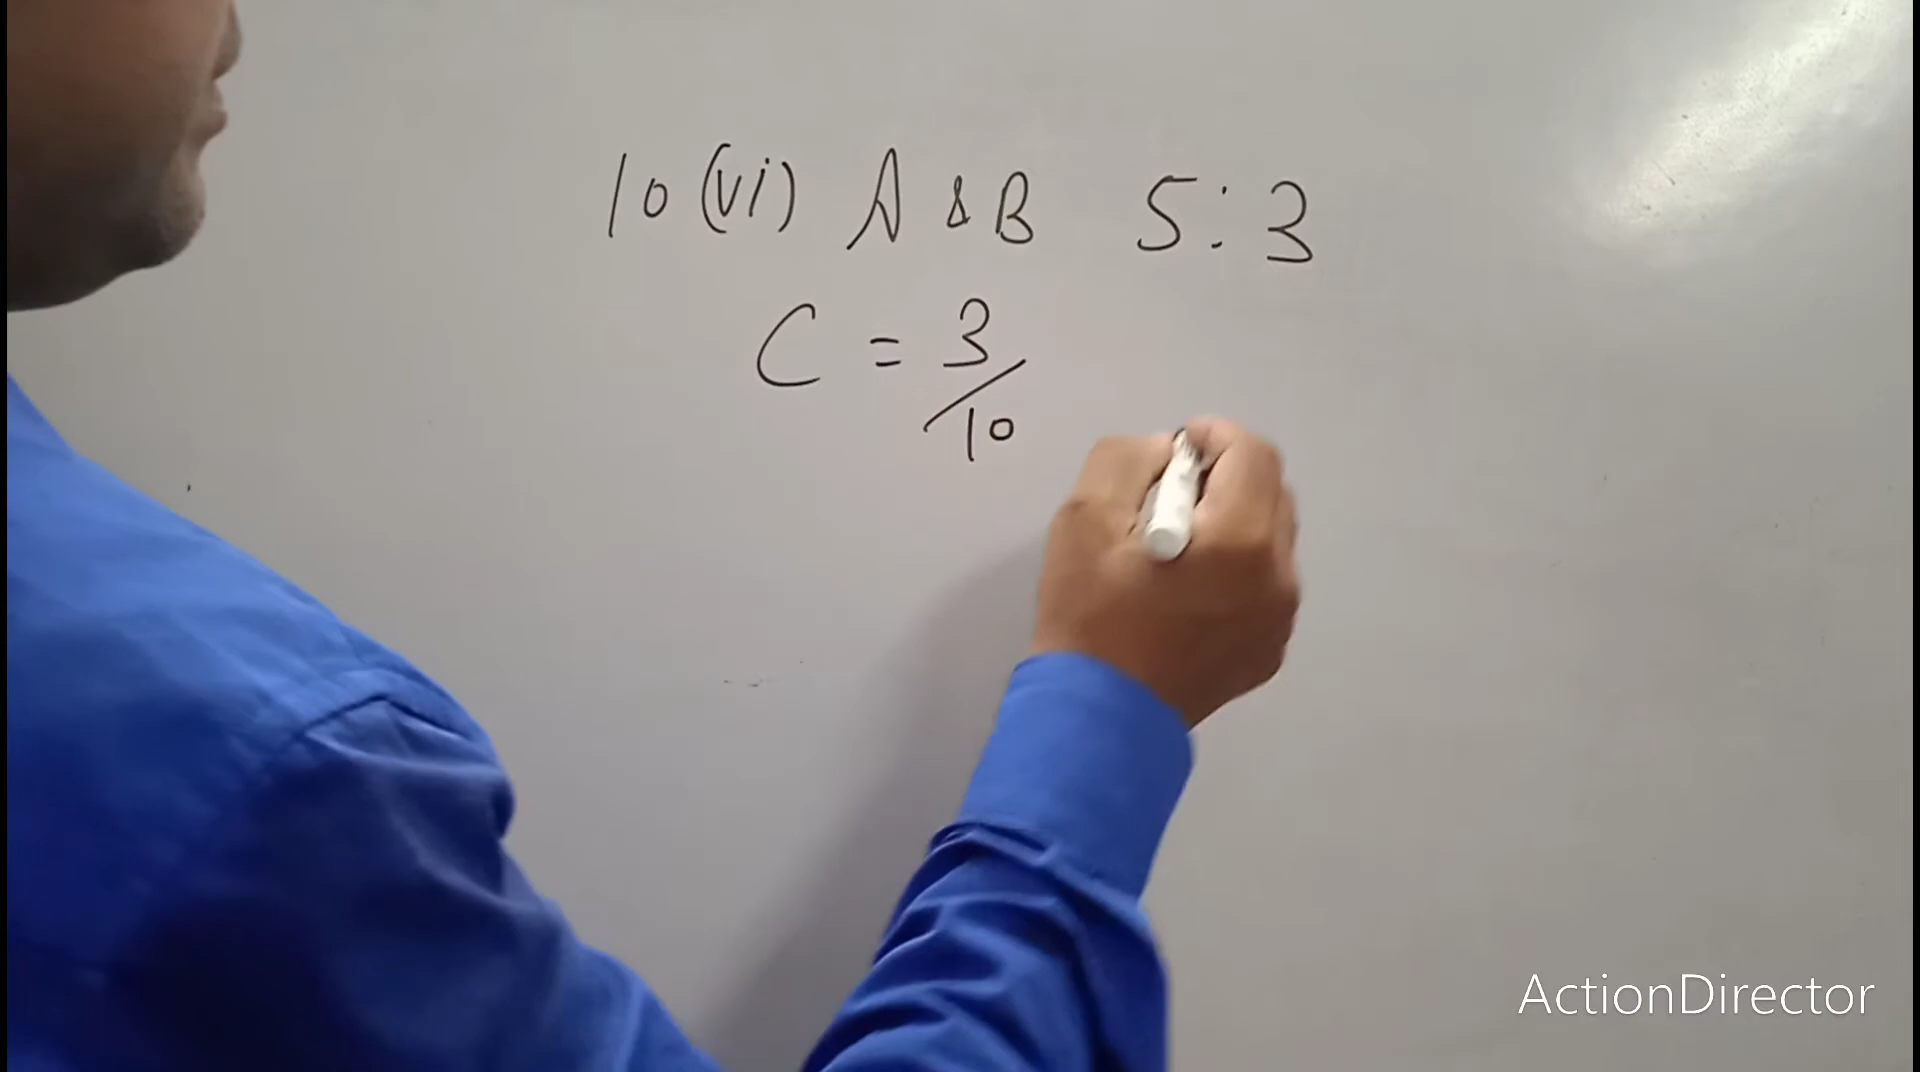 10 (vi) A & B 5:3
C = 3/10
ActionDirector